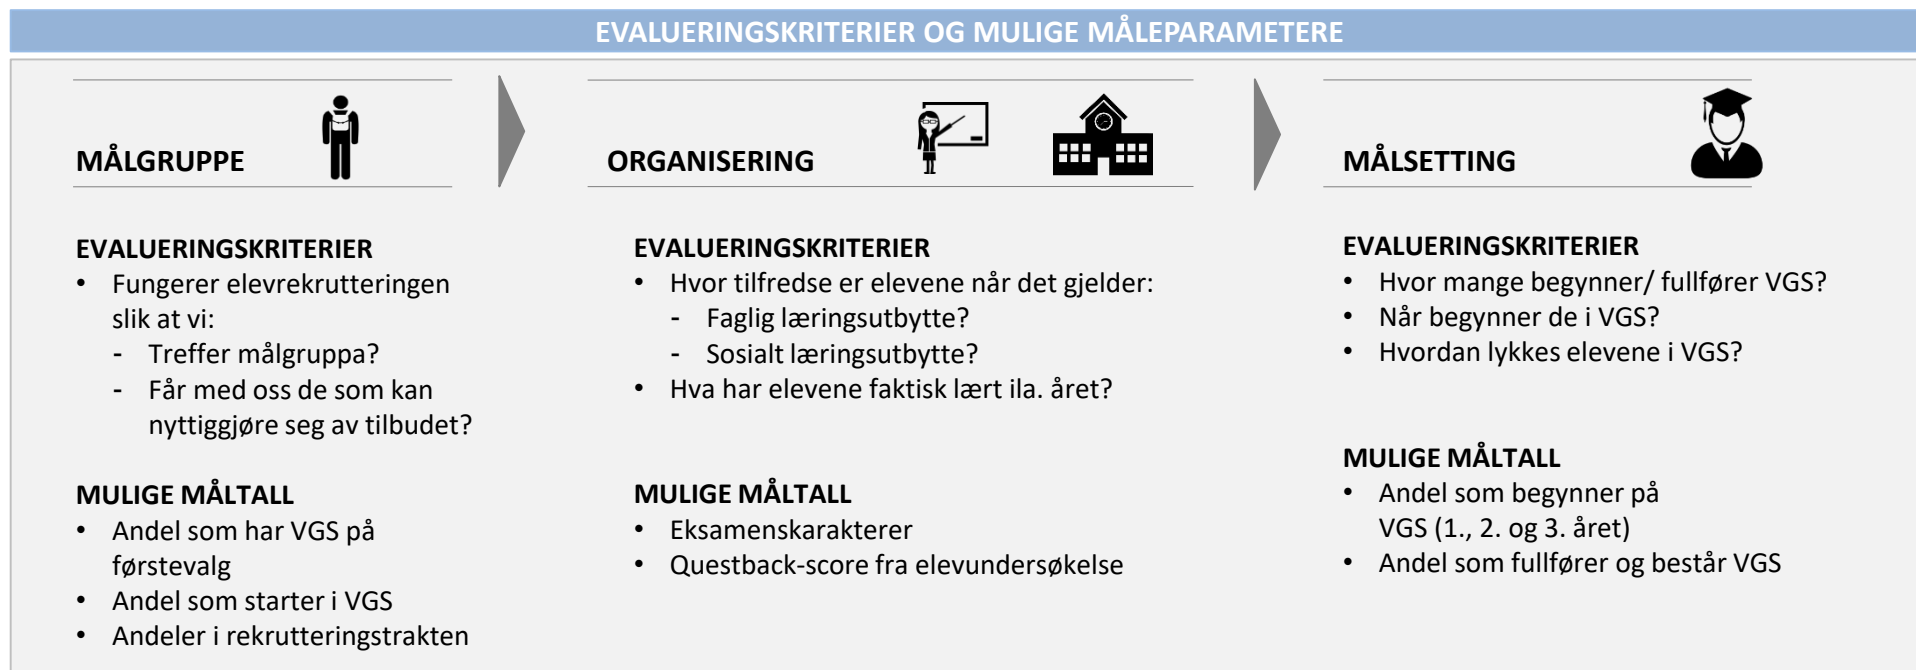 EVALUERINGSKRITERIER OG MULIGE MÅLEPARAMETERE
MÅLGRUPPE
EVALUERINGSKRITERIER
• Fungerer elevrekrutteringen
slik at vi:
- Treffer målgruppa?
- Får med oss de som kan
nyttiggjøre seg av tilbudet?
MULIGE MÅLTALL
• Andel som har VGS på
førstevalg
• Andel som starter i VGS
• Andeler i rekrutteringstrakten
ORGANISERING
EVALUERINGSKRITERIER
• Hvor tilfredse er elevene når det gjelder:
- Faglig læringsutbytte?
- Sosialt læringsutbytte?
• Hva har elevene faktisk lært ila. året?
MULIGE MÅLTALL
• Eksamenskarakterer
• Questback-score fra elevundersøkelse
MÅLSETTING
EVALUERINGSKRITERIER
• Hvor mange begynner/ fullfører VGS?
• Når begynner de i VGS?
• Hvordan lykkes elevene i VGS?
MULIGE MÅLTALL
• Andel som begynner på
VGS (1., 2. og 3. året)
• Andel som fullfører og består VGS